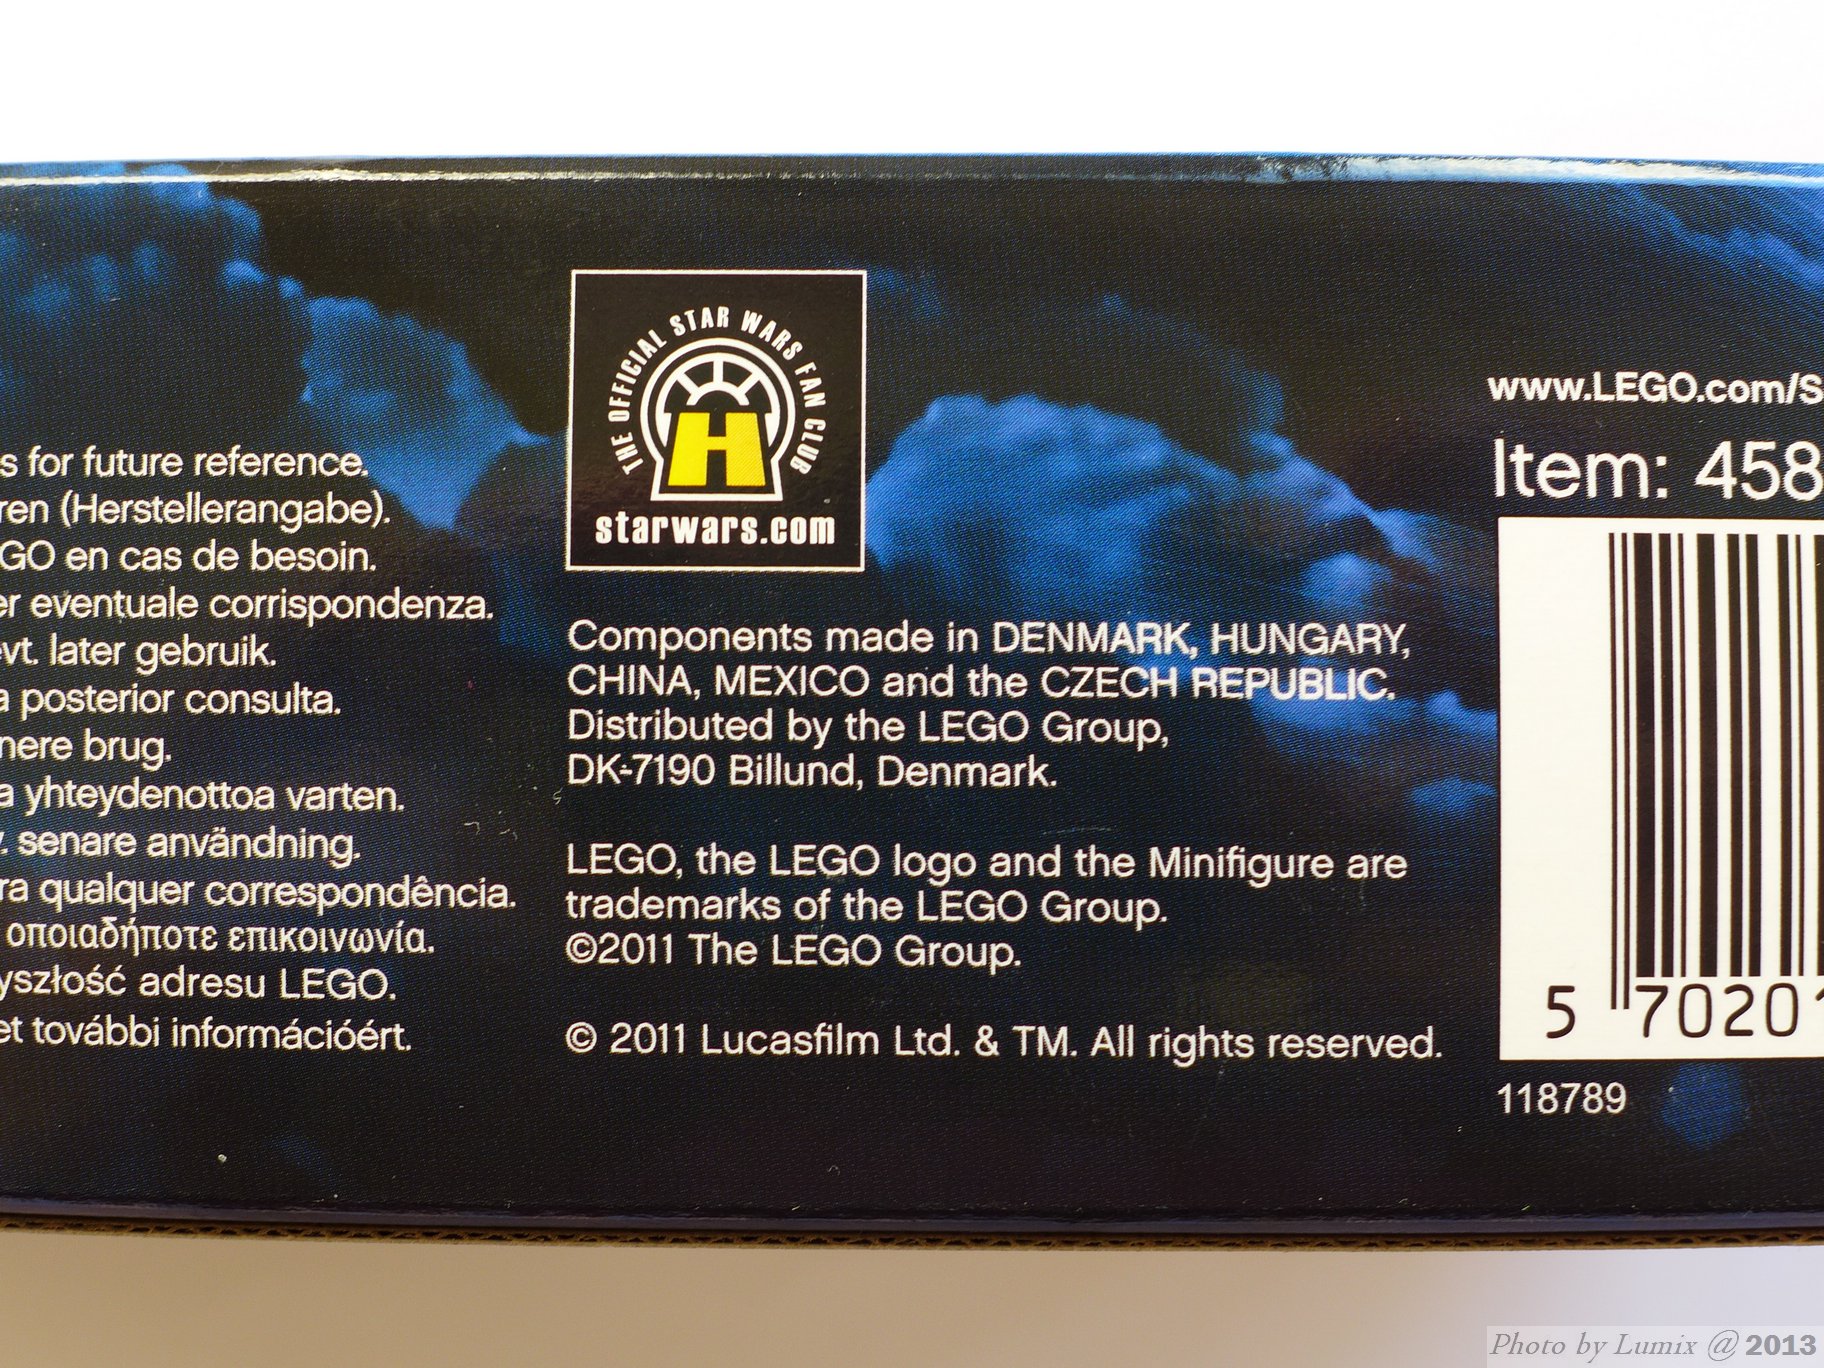 s for future reference.
ren (Herstellerangabe).
GO en cas de besoin.
er eventuale corrispondenza.
vt. later gebruik.
a posterior consulta.
nere brug.
a yhteydenottoa varten.
. senare användning.
ra qualquer correspondência.
οποιαδήποτε επικοινωνία.
yszłość adresu LEGO.
et további információért.
THE OFFICIAL STAR WARS FAN CLUB
H
starwars.com
Components made in DENMARK, HUNGARY,
CHINA, MEXICO and the CZECH REPUBLIC.
Distributed by the LEGO Group,
DK-7190 Billund, Denmark.
LEGO, the LEGO logo and the Minifigure are
trademarks of the LEGO Group.
©2011 The LEGO Group.
© 2011 Lucasfilm Ltd. & TM. All rights reserved.
www.LEGO.com/S
Item: 458
5 70201
118789
Photo by Lumix @ 2013